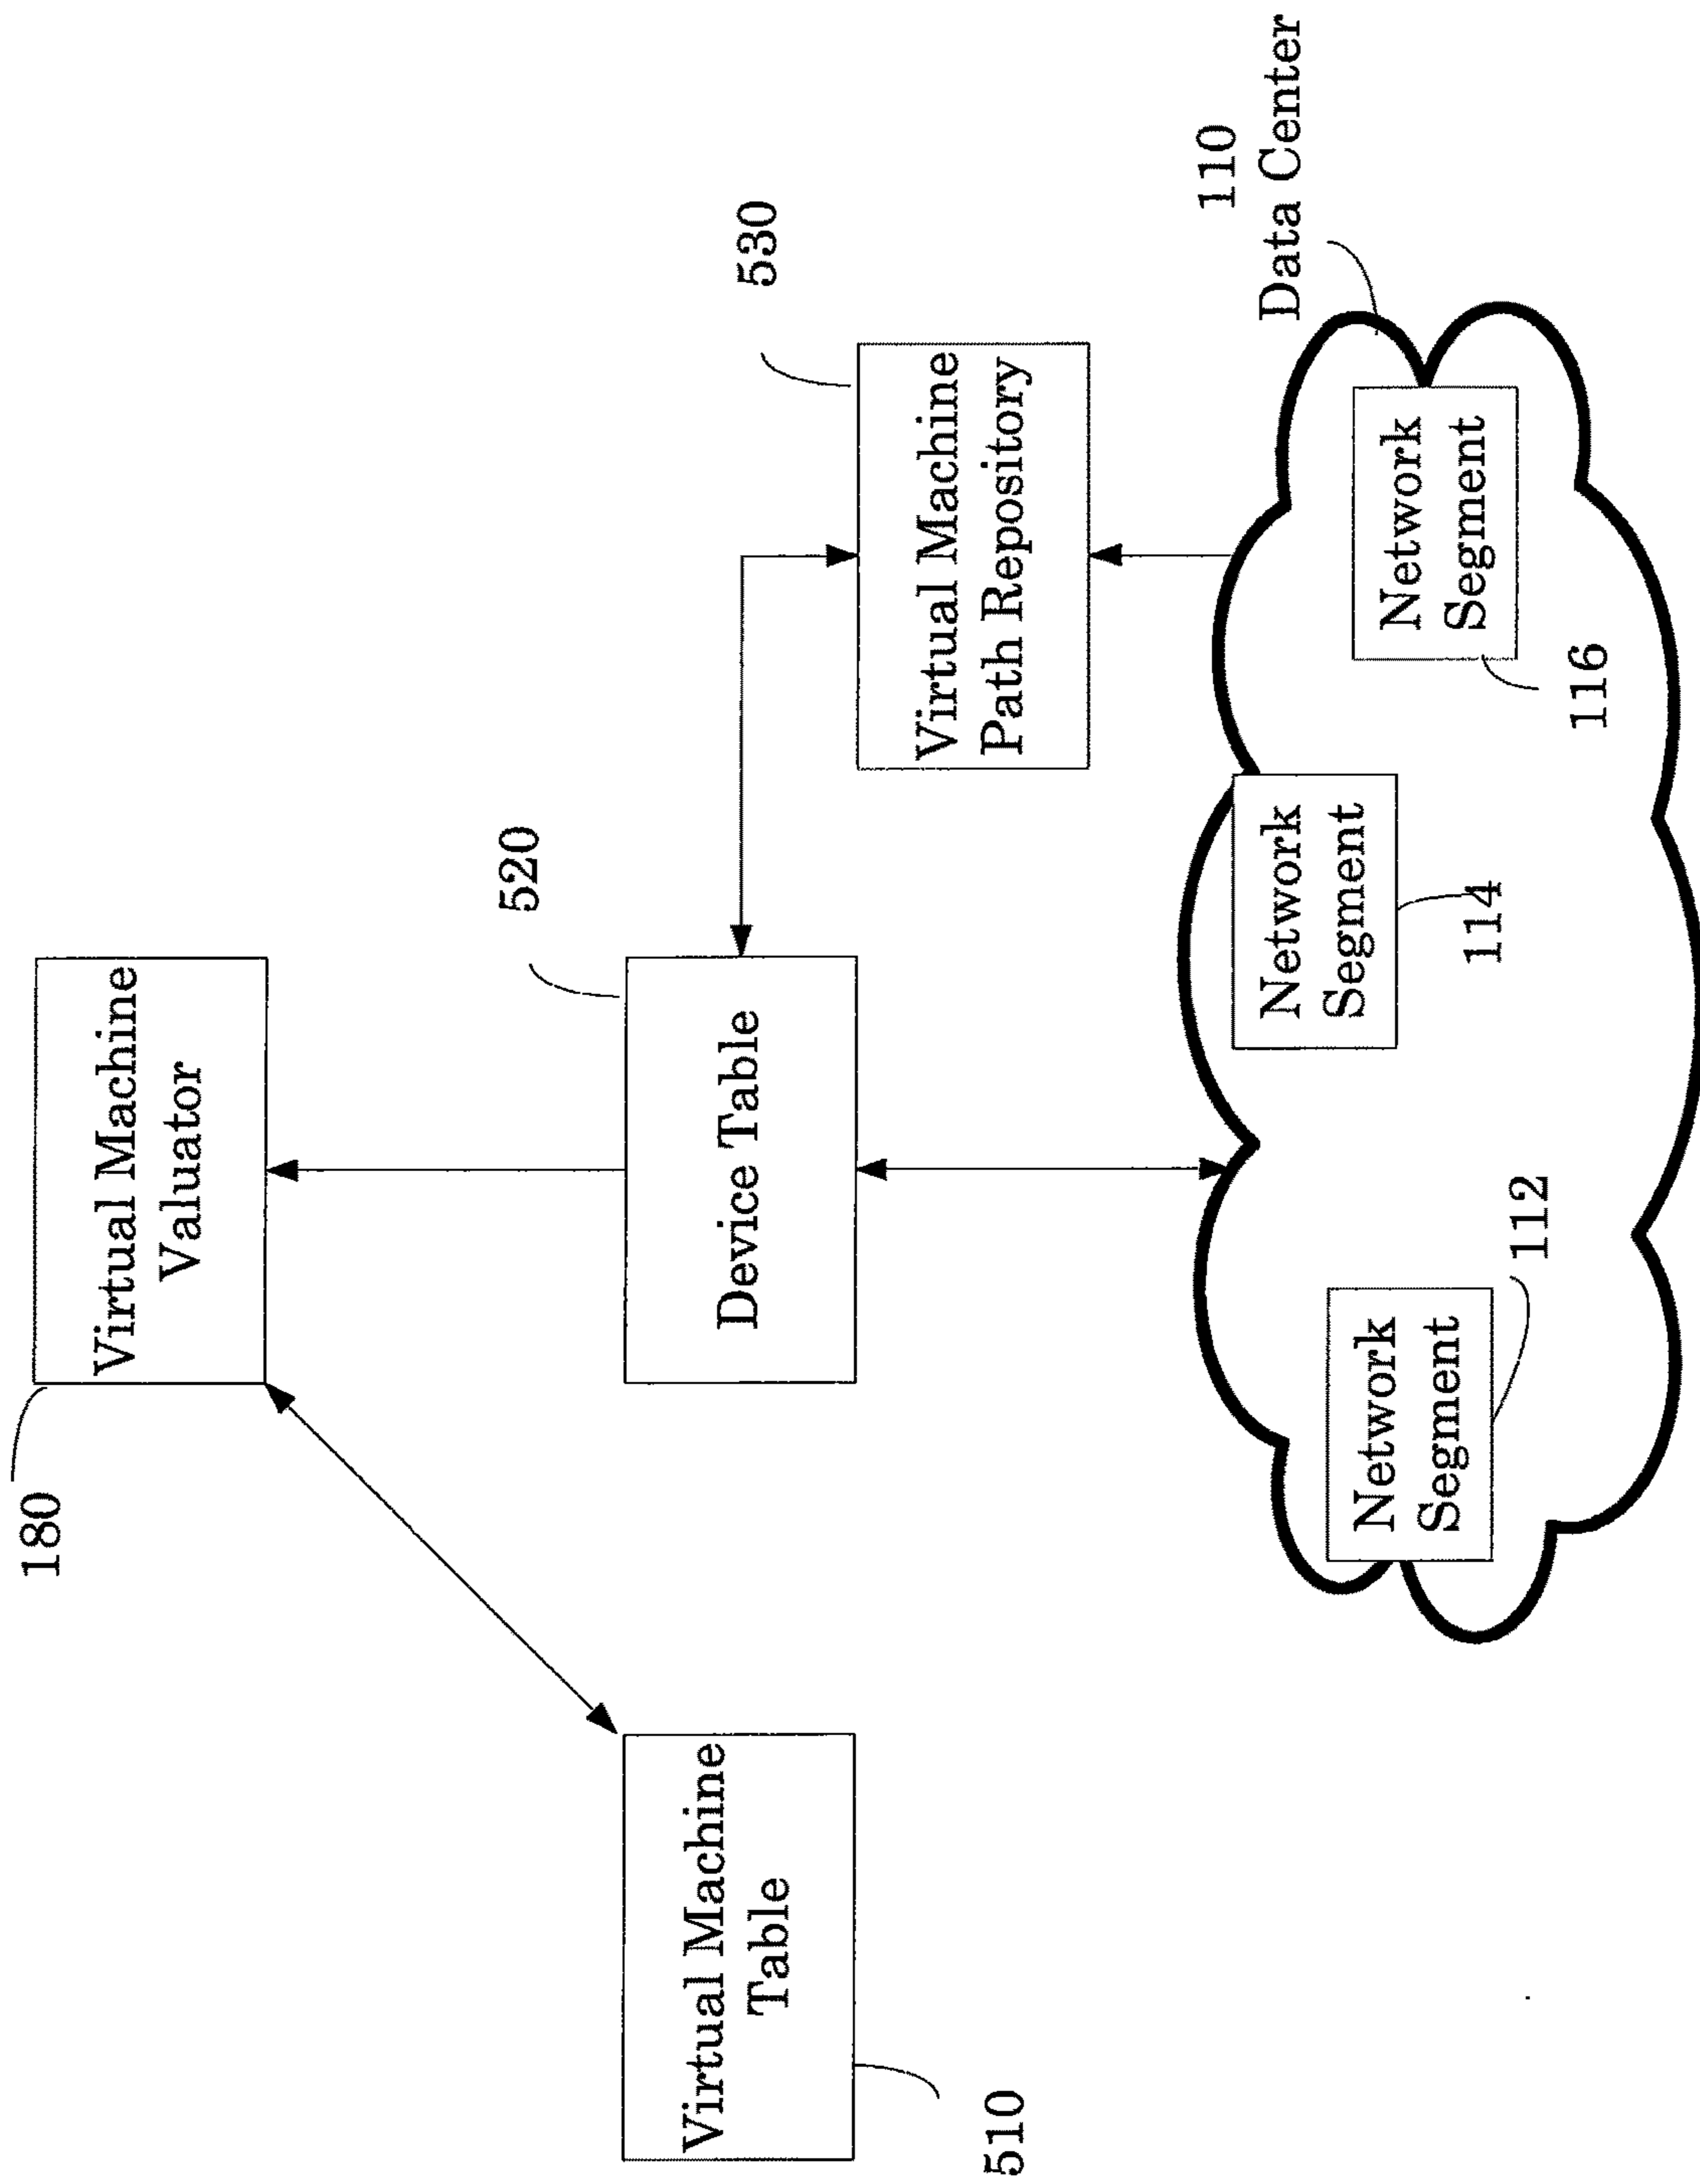 180
Virtual Machine
Valuator
520
Device Table
530
Virtual Machine
Path Repository
Virtual Machine
Table
510
110
Data Center
Network
Segment
112
Network
Segment
114
Network
Segment
116